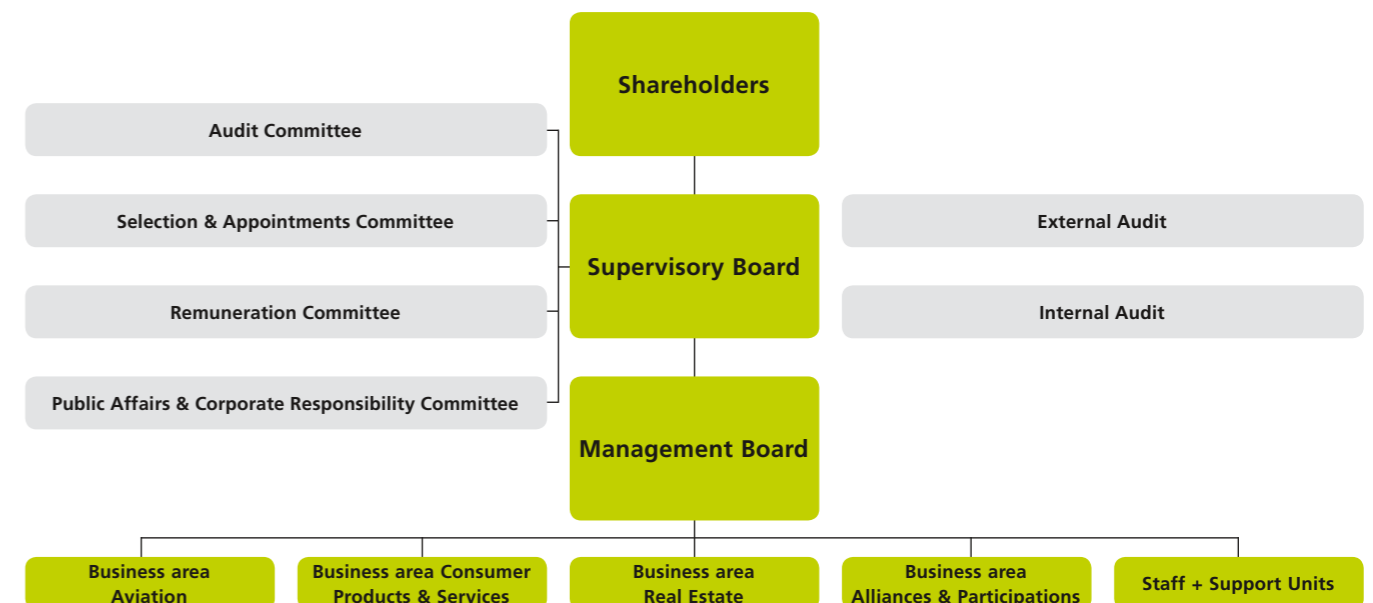 Shareholders
Audit Committee
Selection & Appointments Committee
External Audit
Supervisory Board
Remuneration Committee
Internal Audit
Public Affairs & Corporate Responsibility Committee
Management Board
Business area
Aviation
Business area Consumer
Products & Services
Business area
Real Estate
Business area
Alliances & Participations
Staff + Support Units